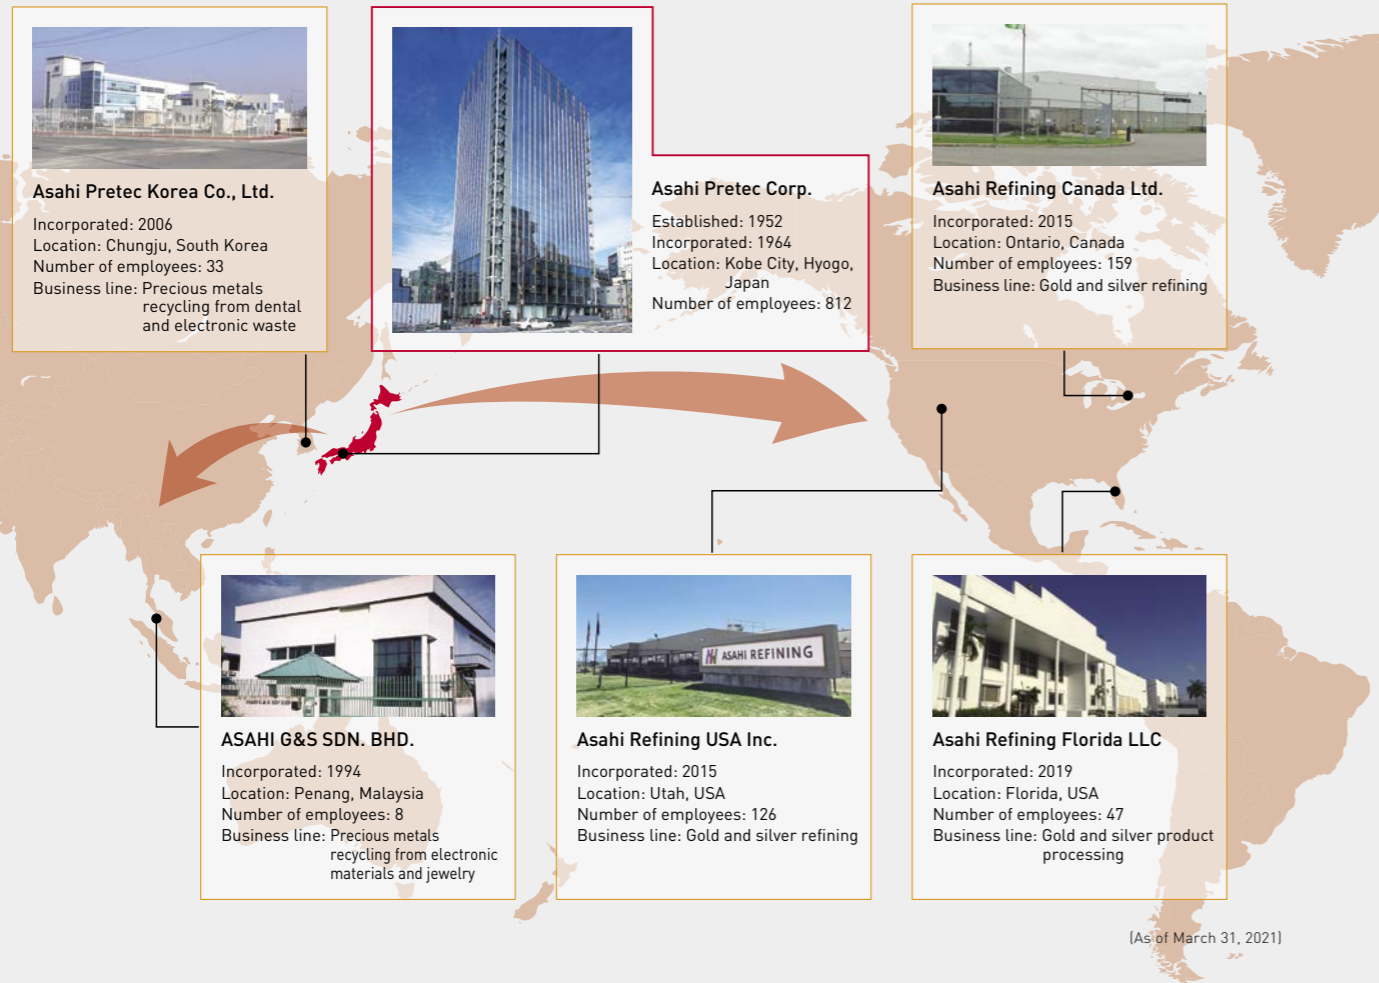 Asahi Pretec Korea Co., Ltd.
Incorporated: 2006
Location: Chungju, South Korea
Number of employees: 33
Business line: Precious metals
recycling from dental
and electronic waste
Asahi Pretec Corp.
Established: 1952
Incorporated: 1964
Location: Kobe City, Hyogo,
Japan
Number of employees: 812
Asahi Refining Canada Ltd.
Incorporated: 2015
Location: Ontario, Canada
Number of employees: 159
Business line: Gold and silver refining
ASAHI G&S SDN. BHD.
Incorporated: 1994
Location: Penang, Malaysia
Number of employees: 8
Business line: Precious metals
recycling from electronic
materials and jewelry
ASAHI REFINING
Asahi Refining USA Inc.
Incorporated: 2015
Location: Utah, USA
Number of employees: 126
Business line: Gold and silver refining
Asahi Refining Florida LLC
Incorporated: 2019
Location: Florida, USA
Number of employees: 47
Business line: Gold and silver product
processing
(As of March 31, 2021)